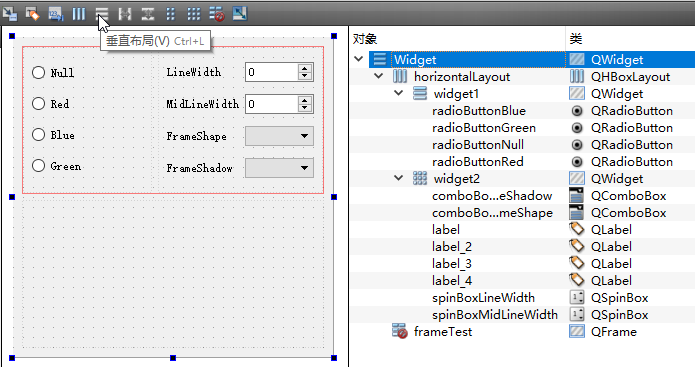 垂直布局(V) Ctrl+L
Null
LineWidth
0
Red
MidLineWidth
0
Blue
FrameShape
Green
FrameShadow
对象 类
Widget QWidget
horizontalLayout QHBoxLayout
widget1 QWidget
radioButtonBlue QRadioButton
radioButtonGreen QRadioButton
radioButtonNull QRadioButton
radioButtonRed QRadioButton
widget2 QWidget
comboBo...eShadow QComboBox
comboBo...meShape QComboBox
label QLabel
label_2 QLabel
label_3 QLabel
label_4 QLabel
spinBoxLineWidth QSpinBox
spinBoxMidLineWidth QSpinBox
frameTest QFrame